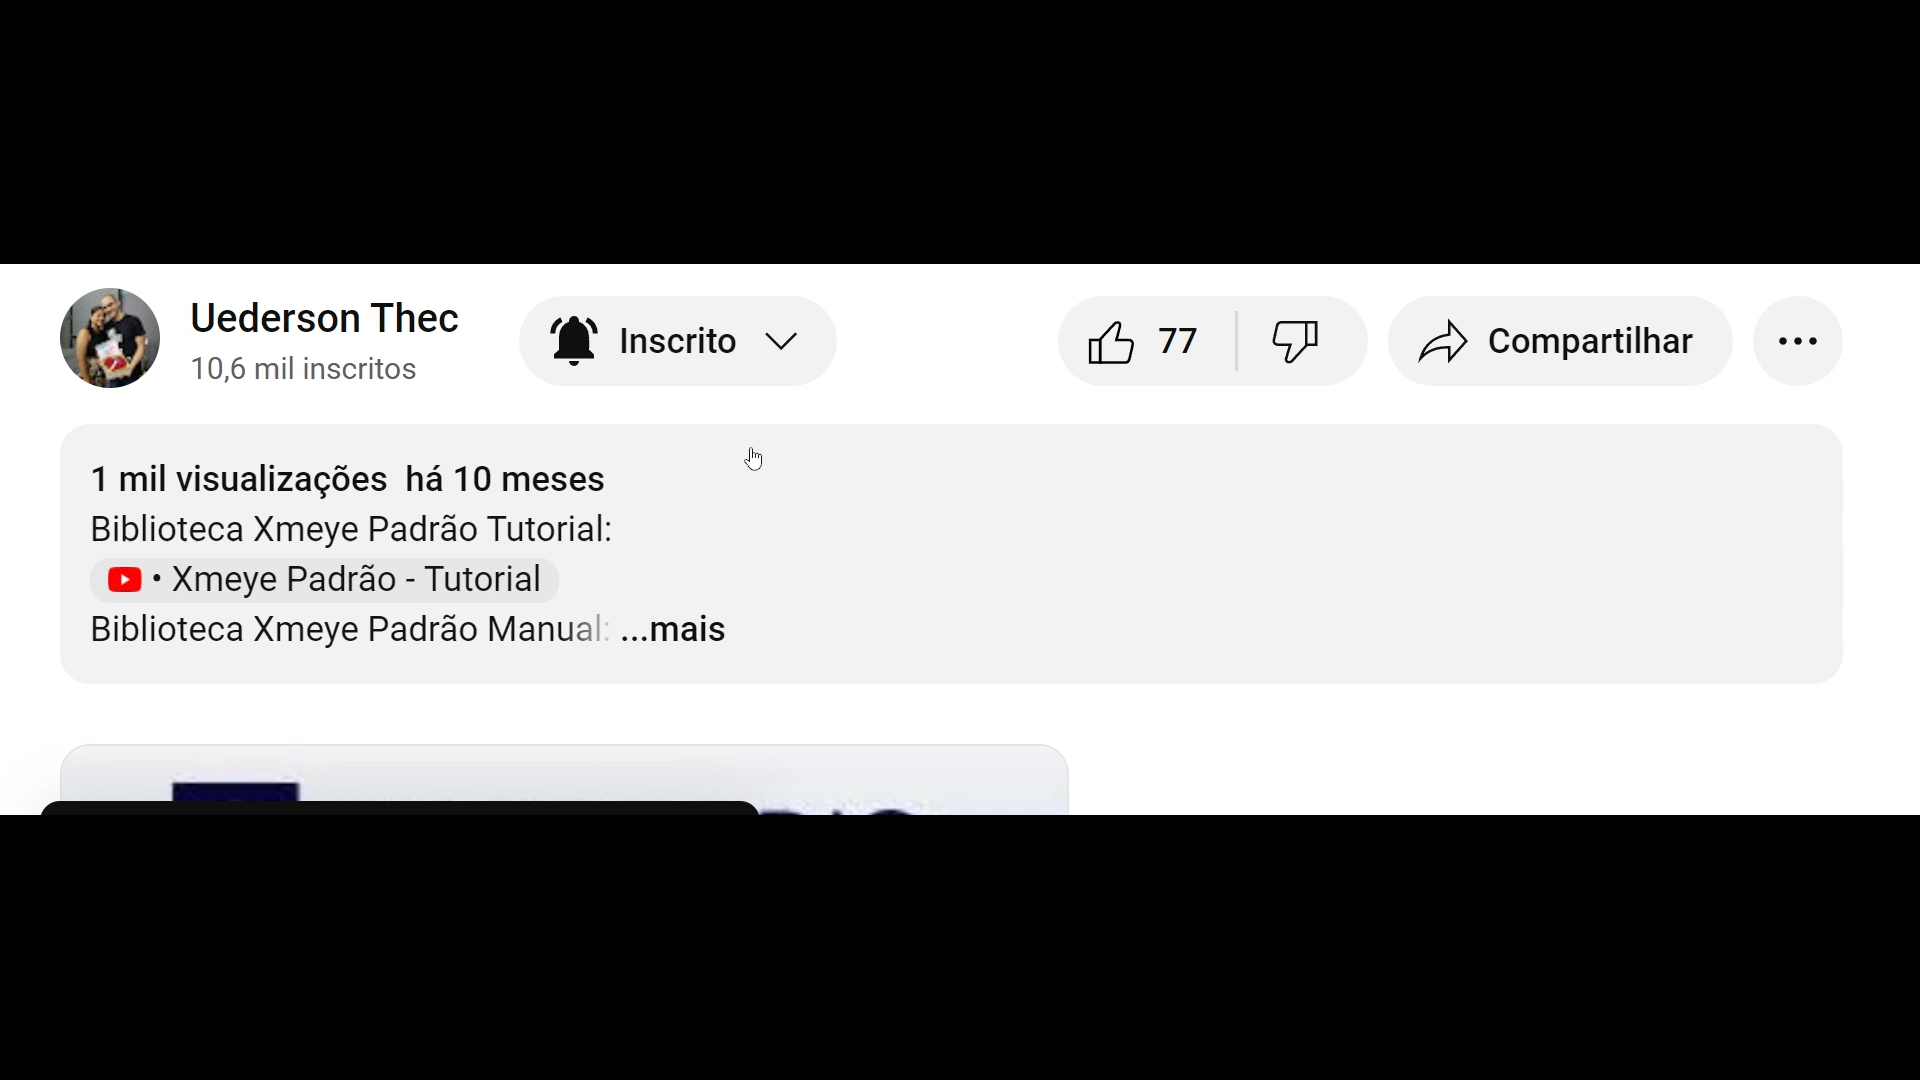 Uederson Thec
10,6 mil inscritos
Inscrito
77
Compartilhar
1 mil visualizações há 10 meses
Biblioteca Xmeye Padrão Tutorial:
• Xmeye Padrão - Tutorial
Biblioteca Xmeye Padrão Manual: ...mais